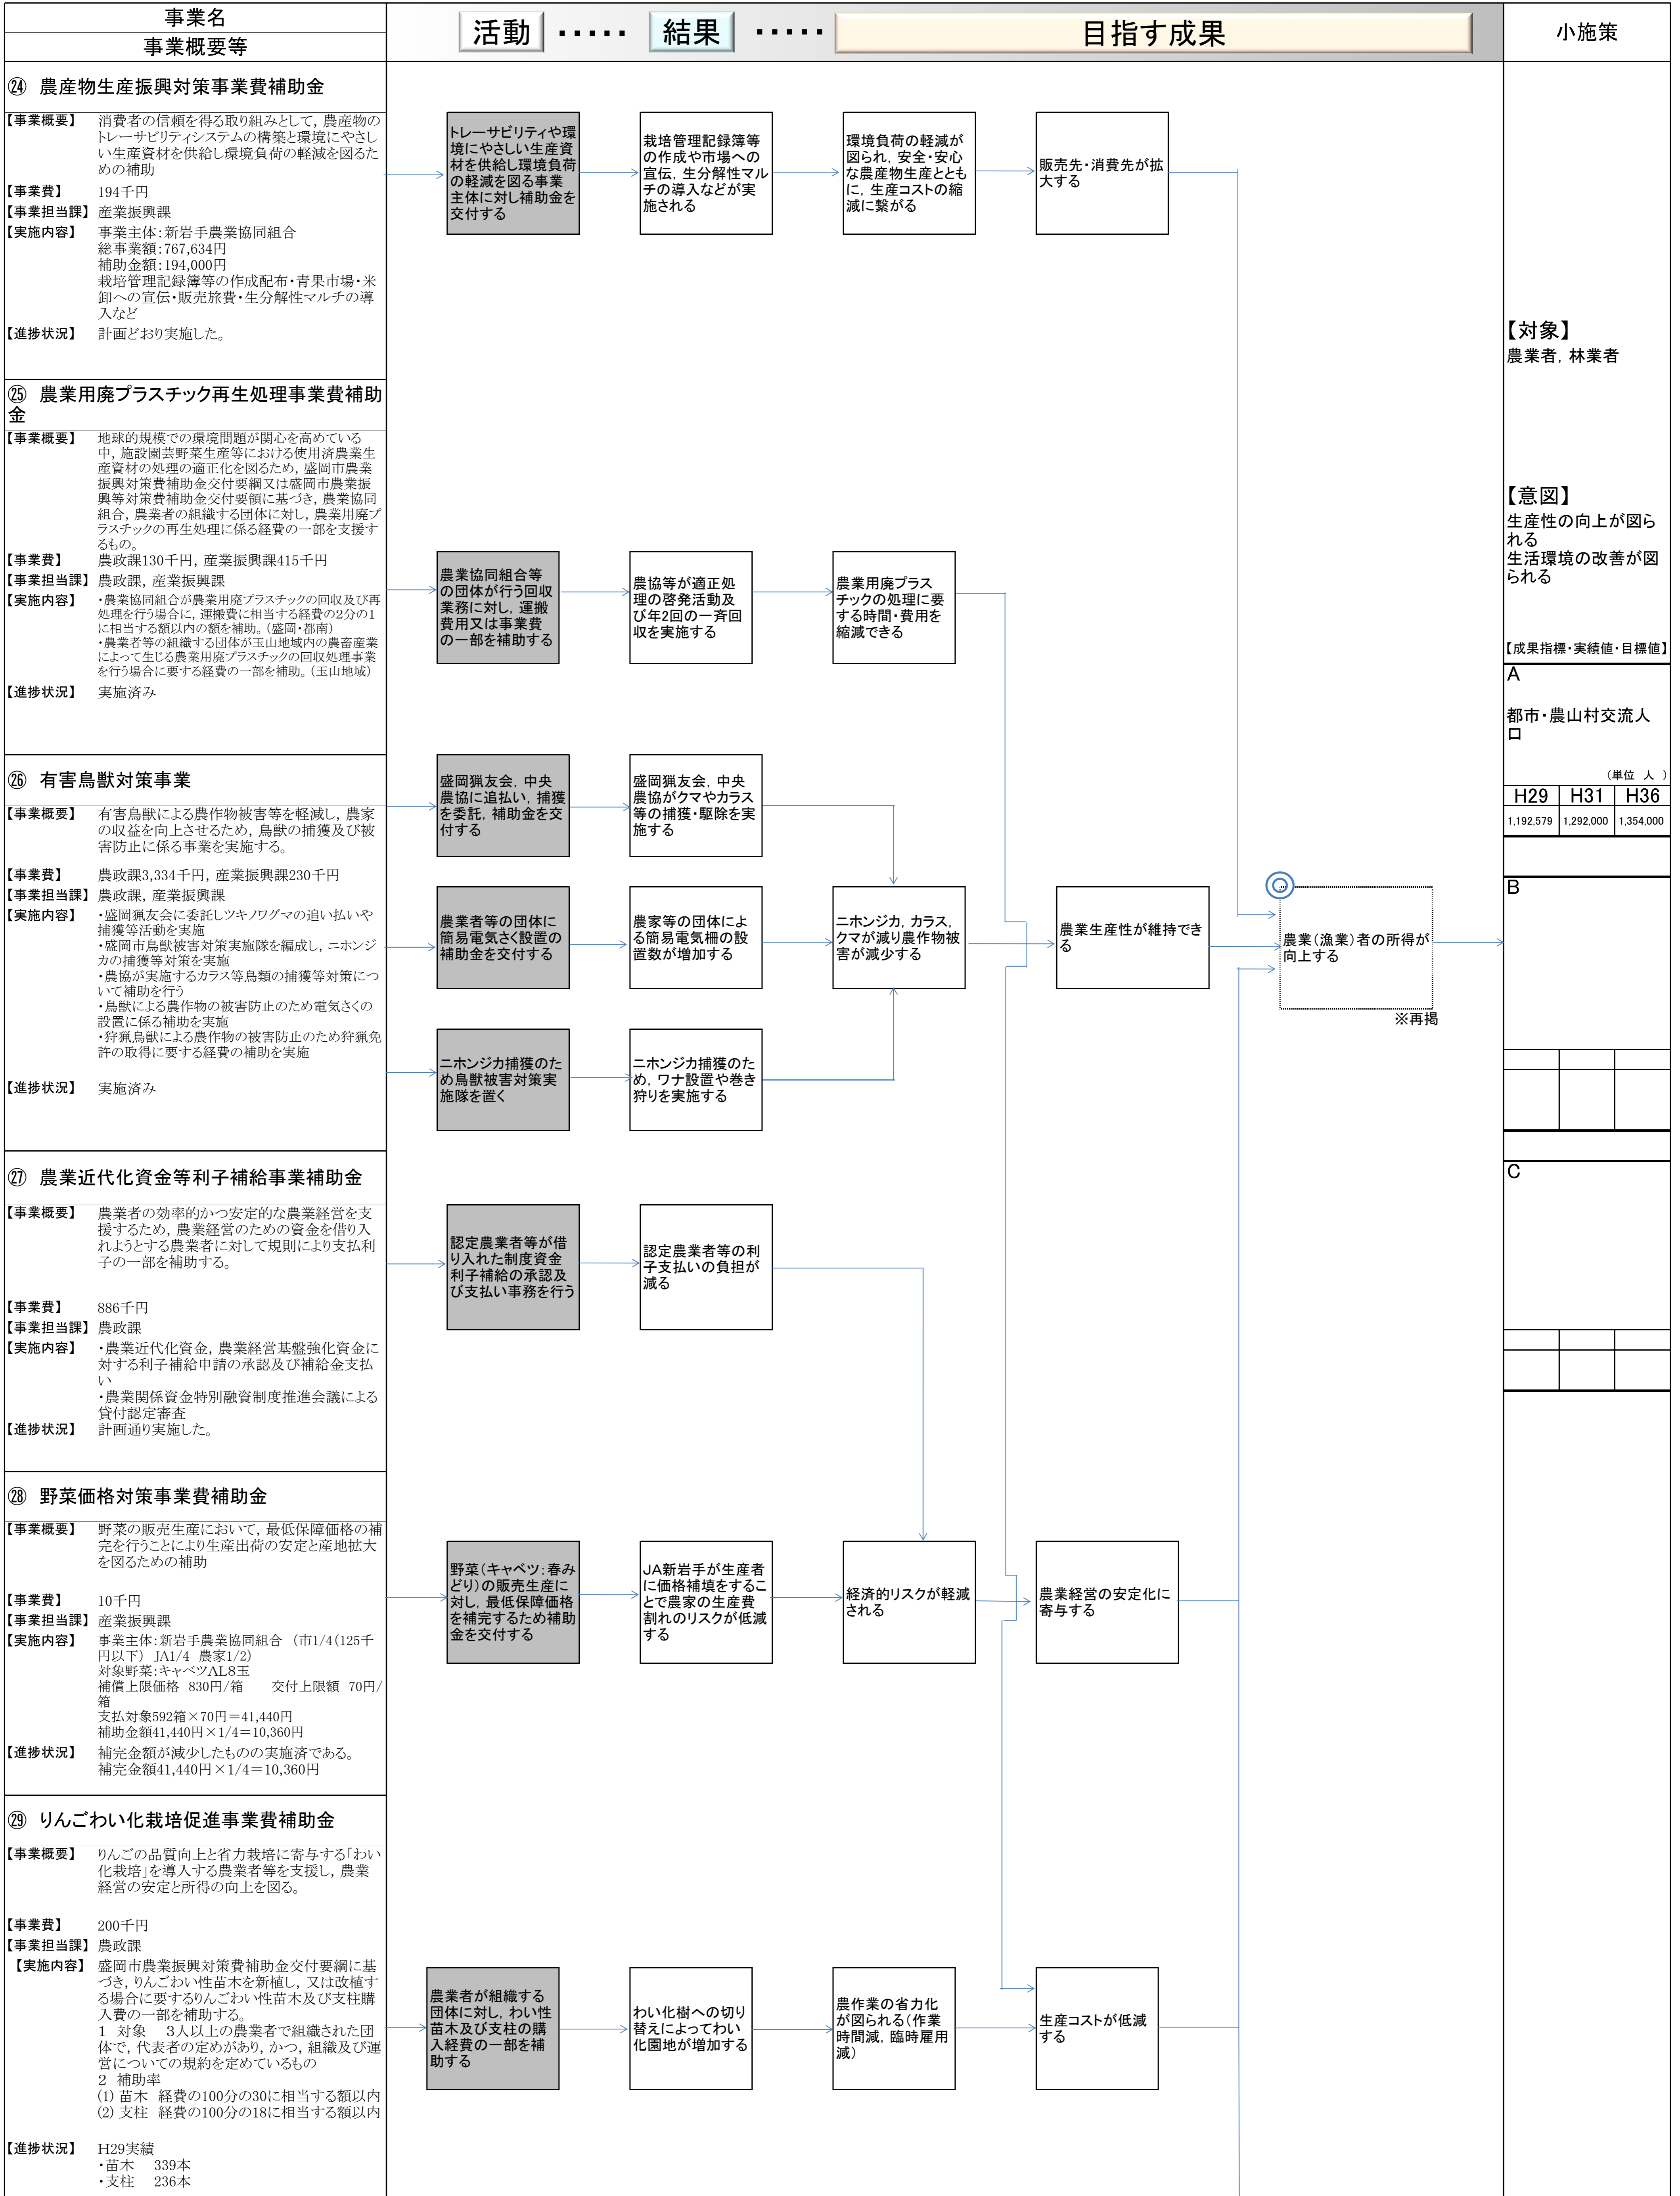 事業名
事業概要等
活動 ・・・・・ 結果 ・・・・・ 目指す成果
小施策
㉔ 農産物生産振興対策事業費補助金
【事業概要】 消費者の信頼を得る取り組みとして，農産物の
トレーサビリティシステムの構築と環境にやさし
い生産資材を供給し環境負荷の軽減を図るた
めの補助
【事業費】 194千円
【事業担当課】 産業振興課
【実施内容】 事業主体：新岩手農業協同組合
総事業額：767,634円
補助金額：194,000円
栽培管理記録簿等の作成配布・青果市場・米
卸への宣伝・販売旅費・生分解性マルチの導
入など
【進捗状況】 計画どおり実施した。
トレーサビリティや環
境にやさしい生産資
材を供給し環境負荷
の軽減を図る事業
主体に対し補助金を
交付する
栽培管理記録簿等
の作成や市場への
宣伝，生分解性マル
チの導入などが実
施される
環境負荷の軽減が
図られ，安全・安心
な農産物生産ととも
に，生産コストの縮
減に繋がる
販売先・消費先が拡
大する
㉕ 農業用廃プラスチック再生処理事業費補助
金
【事業概要】 地球的規模での環境問題が関心を高めている
中，施設園芸野菜生産等における使用済農業生
産資材の処理の適正化を図るため，盛岡市農業
振興対策費補助金交付要綱又は盛岡市農業振
興等対策費補助金交付要領に基づき，農業協同
組合，農業者の組織する団体に対し，農業用廃プ
ラスチックの再生処理に係る経費の一部を支援す
るもの。
【事業費】 農政課130千円，産業振興課415千円
【事業担当課】 農政課，産業振興課
【実施内容】 ・農業協同組合が農業用廃プラスチックの回収及び再
処理を行う場合に，運搬費に相当する経費の2分の1
に相当する額以内の額を補助。（盛岡・都南）
・農業者等の組織する団体が玉山地域内の農畜産業
によって生じる農業用廃プラスチックの回収処理事業
を行う場合に要する経費の一部を補助。（玉山地域）
【進捗状況】 実施済み
農業協同組合等
の団体が行う回収
業務に対し，運搬
費用又は事業費
の一部を補助する
農協等が適正処
理の啓発活動及
び年2回の一斉回
収を実施する
農業用廃プラス
チックの処理に要
する時間・費用を
縮減できる
㉖ 有害鳥獣対策事業
【事業概要】 有害鳥獣による農作物被害等を軽減し，農家
の収益を向上させるため，鳥獣の捕獲及び被
害防止に係る事業を実施する。
【事業費】 農政課3,334千円，産業振興課230千円
【事業担当課】 農政課，産業振興課
【実施内容】 ・盛岡猟友会に委託しツキノワグマの追い払いや
捕獲等活動を実施
・盛岡市鳥獣被害対策実施隊を編成し，ニホンジ
カの捕獲等対策を実施
・農協が実施するカラス等鳥類の捕獲等対策につ
いて補助を行う
・鳥獣による農作物の被害防止のため電気さくの
設置に係る補助を実施
・狩猟鳥獣による農作物の被害防止のため狩猟免
許の取得に要する経費の補助を実施
【進捗状況】 実施済み
盛岡猟友会，中央
農協に追払い，捕獲
を委託，補助金を交
付する
盛岡猟友会，中央
農協がクマやカラス
等の捕獲・駆除を実
施する
農業者等の団体に
簡易電気さく設置の
補助金を交付する
農家等の団体によ
る簡易電気柵の設
置数が増加する
ニホンジカ，カラス，
クマが減り農作物被
害が減少する
農業生産性が維持でき
る
農業（漁業）者の所得が
向上する
※再掲
ニホンジカ捕獲のた
め鳥獣被害対策実
施隊を置く
ニホンジカ捕獲のた
め，ワナ設置や巻き
狩りを実施する
㉗ 農業近代化資金等利子補給事業補助金
【事業概要】 農業者の効率的かつ安定的な農業経営を支
援するため，農業経営のための資金を借り入
れようとする農業者に対して規則により支払利
子の一部を補助する。
【事業費】 886千円
【事業担当課】 農政課
【実施内容】 ・農業近代化資金，農業経営基盤強化資金に
対する利子補給申請の承認及び補給金支払
い
・農業関係資金特別融資制度推進会議による
貸付認定審査
【進捗状況】 計画通り実施した。
認定農業者等が借
り入れた制度資金
利子補給の承認及
び支払い事務を行う
認定農業者等の利
子支払いの負担が
減る
㉘ 野菜価格対策事業費補助金
【事業概要】 野菜の販売生産において，最低保障価格の補
完を行うことにより生産出荷の安定と産地拡大
を図るための補助
【事業費】 10千円
【事業担当課】 産業振興課
【実施内容】 事業主体：新岩手農業協同組合 （市1/4（125千
円以下） JA1/4 農家1/2）
対象野菜：キャベツAL8玉
補償上限価格 830円/箱 交付上限額 70円/
箱
支払対象592箱×70円＝41,440円
補助金額41,440円×1/4＝10,360円
【進捗状況】 補完金額が減少したものの実施済である。
補完金額41,440円×1/4＝10,360円
野菜（キャベツ：春み
どり）の販売生産に
対し，最低保障価格
を補完するため補助
金を交付する
JA新岩手が生産者
に価格補填をするこ
とで農家の生産費
割れのリスクが低減
する
経済的リスクが軽減
される
農業経営の安定化に
寄与する
㉙ りんごわい化栽培促進事業費補助金
【事業概要】 りんごの品質向上と省力栽培に寄与する「わい
化栽培」を導入する農業者等を支援し，農業
経営の安定と所得の向上を図る。
【事業費】 200千円
【事業担当課】 農政課
【実施内容】 盛岡市農業振興対策費補助金交付要綱に基
づき，りんごわい性苗木を新植し，又は改植す
る場合に要するりんごわい性苗木及び支柱購
入費の一部を補助する。
1 対象 3人以上の農業者で組織された団
体で，代表者の定めがあり，かつ，組織及び運
営についての規約を定めているもの
2 補助率
(1) 苗木 経費の100分の30に相当する額以内
(2) 支柱 経費の100分の18に相当する額以内
【進捗状況】 H29実績
・苗木 339本
・支柱 236本
農業者が組織する
団体に対し，わい性
苗木及び支柱の購
入経費の一部を補
助する
わい化樹への切り
替えによってわい
化園地が増加する
農作業の省力化
が図られる（作業
時間減，臨時雇用
減）
生産コストが低減
する
【対象】
農業者，林業者
【意図】
生産性の向上が図ら
れる
生活環境の改善が図
られる
【成果指標・実績値・目標値】
A
都市・農山村交流人
口
（単位 人 ）
H29 H31 H36
1,192,579 1,292,000 1,354,000
B
C